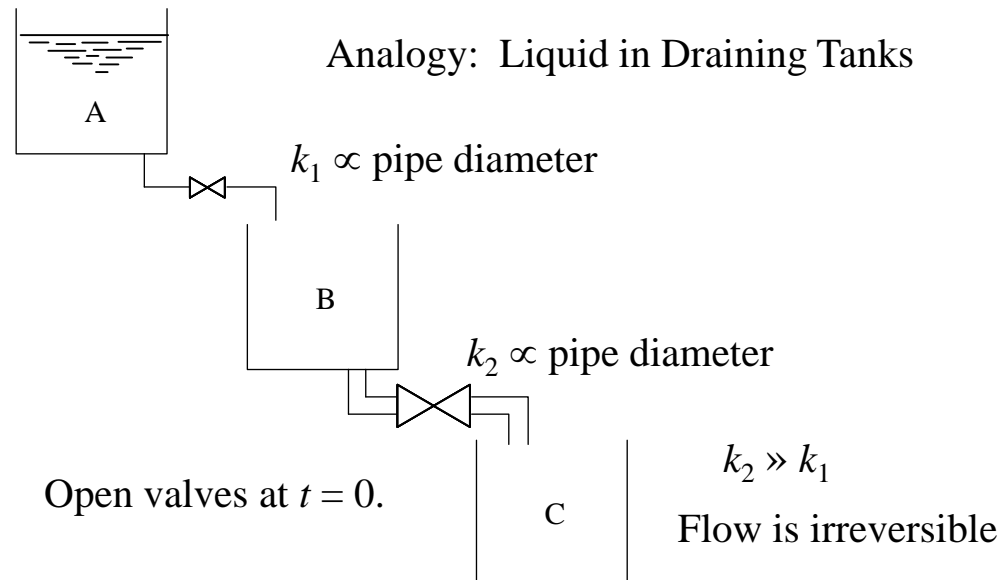 Analogy: Liquid in Draining Tanks
A
k₁ ∝ pipe diameter
B
k₂ ∝ pipe diameter
k₂ » k₁
Open valves at t = 0.
C
Flow is irreversible